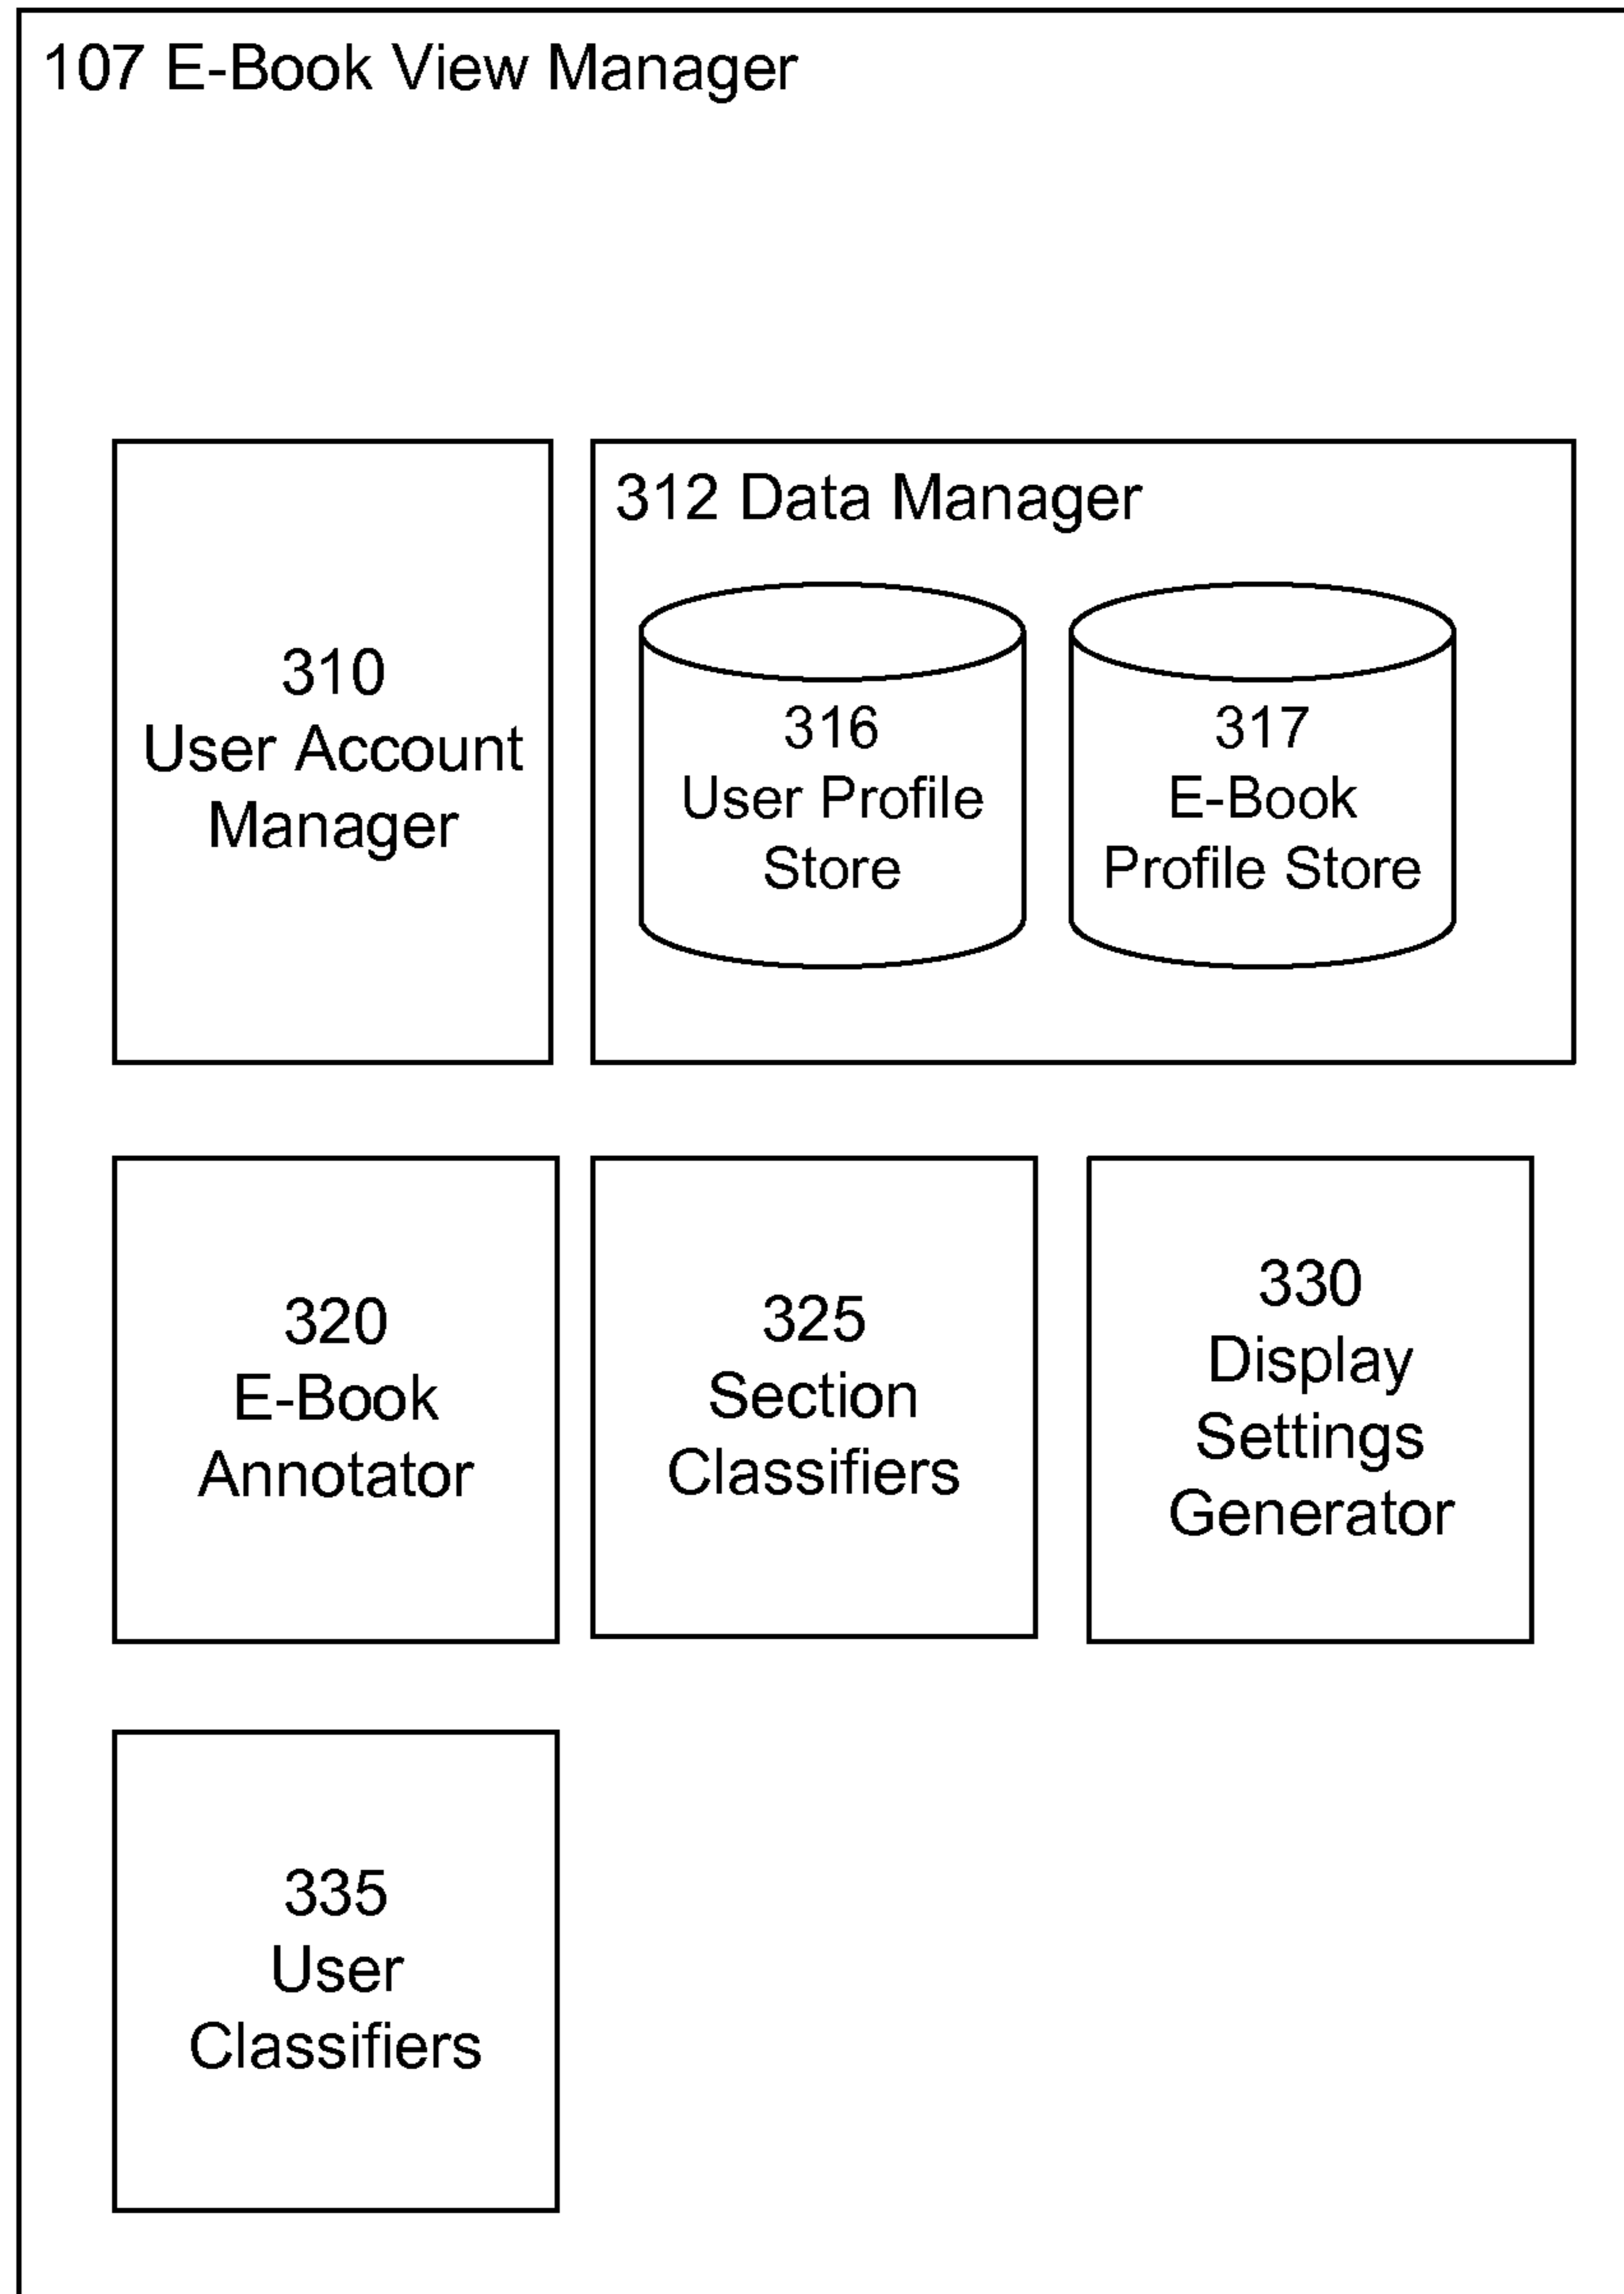 107 E-Book View Manager
310
User Account
Manager
312 Data Manager
316
User Profile
Store
317
E-Book
Profile Store
320
E-Book
Annotator
325
Section
Classifiers
330
Display
Settings
Generator
335
User
Classifiers